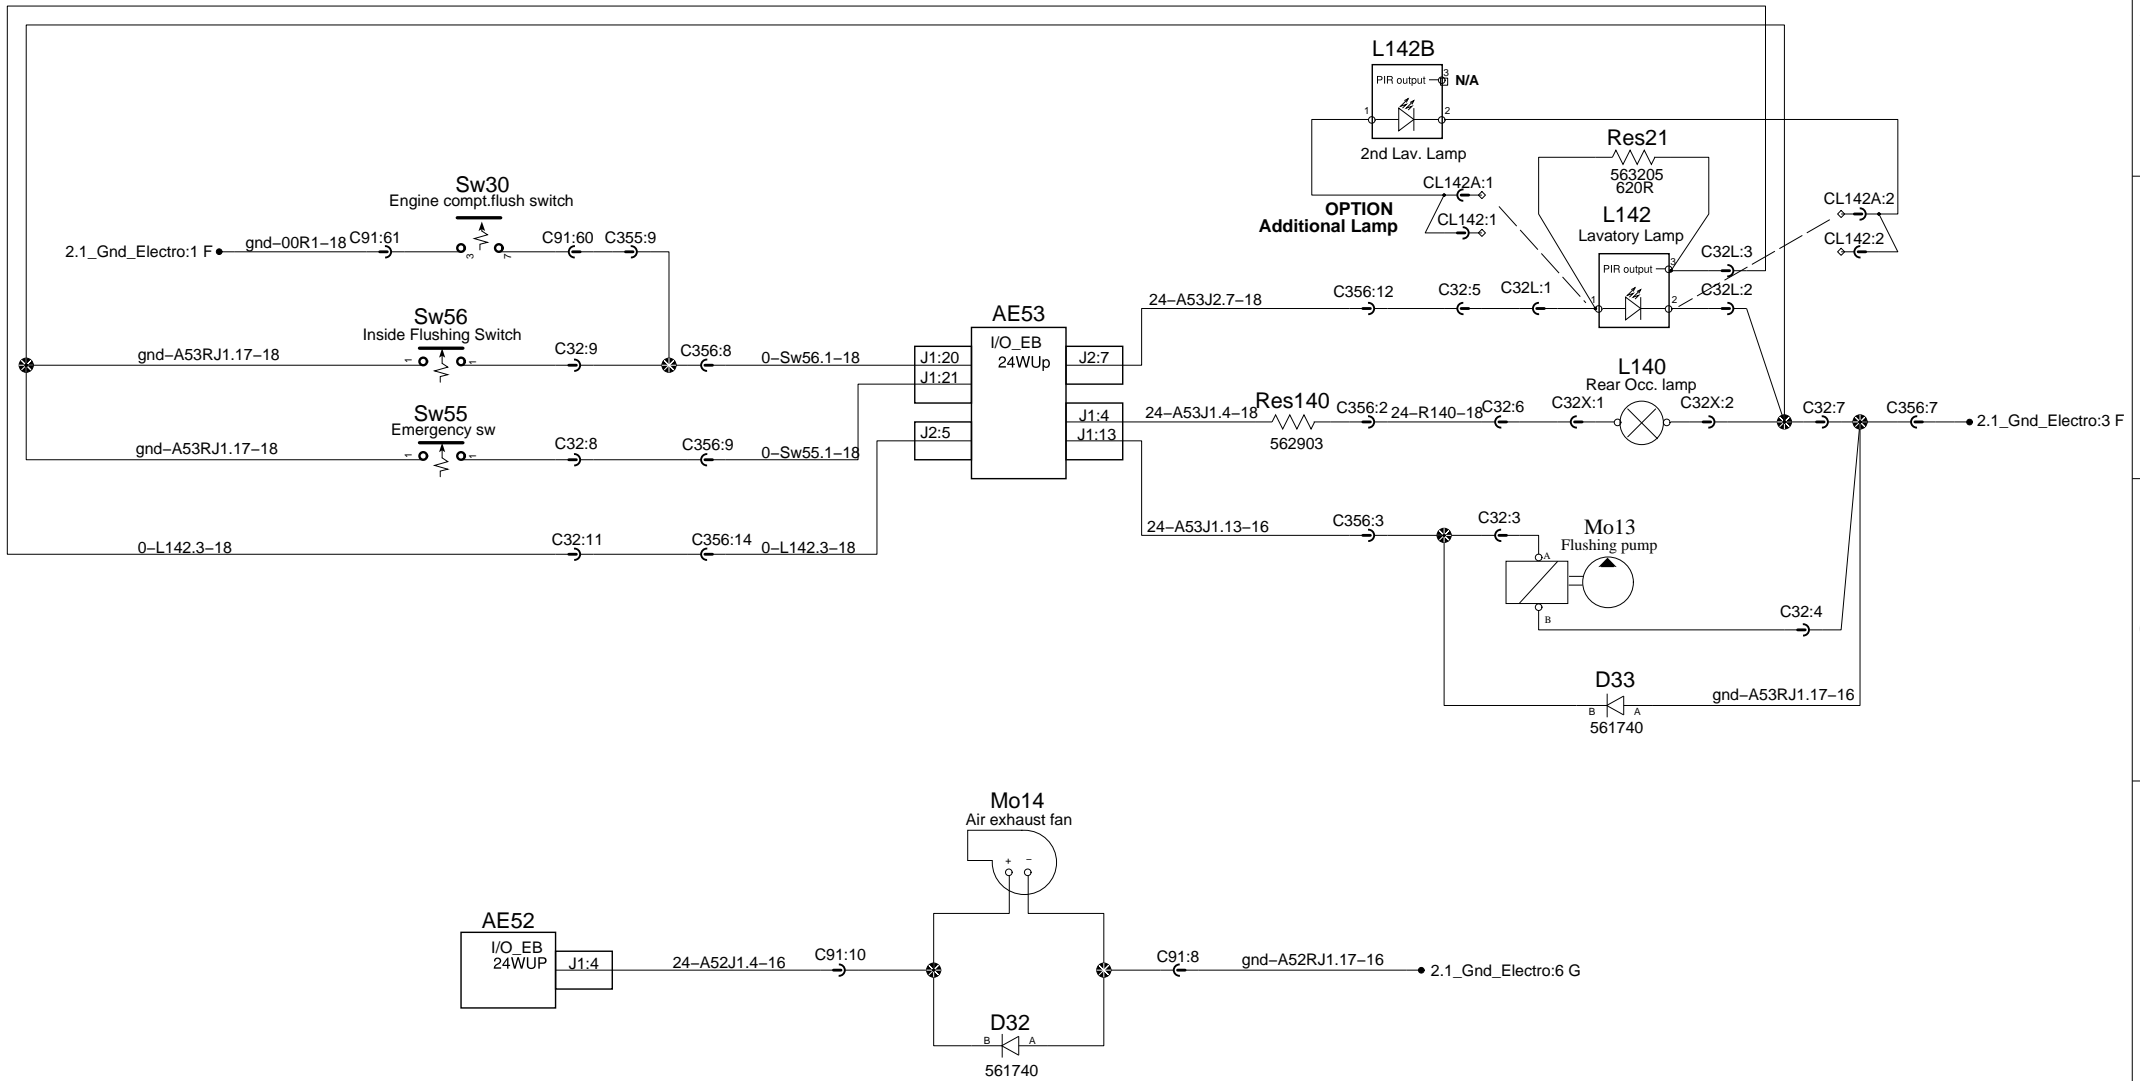 L142B
PIR output
3
N/A
1
2
2nd Lav. Lamp
Res21
563205
620R
CL142A:1
CL142:1
OPTION
Additional Lamp
L142
Lavatory Lamp
PIR output
3
1
2
C32L:3
C32L:2
CL142A:2
CL142:2
Sw30
Engine compt.flush switch
2.1_Gnd_Electro:1 F
gnd–00R1–18
C91:61
3
7
C91:60
C355:9
Sw56
Inside Flushing Switch
gnd–A53RJ1.17–18
1
1
C32:9
C356:8
0–Sw56.1–18
Sw55
Emergency sw
gnd–A53RJ1.17–18
1
1
C32:8
C356:9
0–Sw55.1–18
0–L142.3–18
C32:11
C356:14
0–L142.3–18
AE53
I/O_EB
24WUp
J1:20
J1:21
J2:5
J2:7
J1:4
J1:13
24–A53J2.7–18
C356:12
C32:5
C32L:1
24–A53J1.4–18
Res140
562903
C356:2
24–R140–18
C32:6
C32X:1
L140
Rear Occ. lamp
C32X:2
C32:7
C356:7
2.1_Gnd_Electro:3 F
24–A53J1.13–16
C356:3
C32:3
Mo13
Flushing pump
A
B
C32:4
D33
B
A
561740
gnd–A53RJ1.17–16
Mo14
Air exhaust fan
+ –
AE52
I/O_EB
24WUP
J1:4
24–A52J1.4–16
C91:10
C91:8
gnd–A52RJ1.17–16
2.1_Gnd_Electro:6 G
D32
B
A
561740